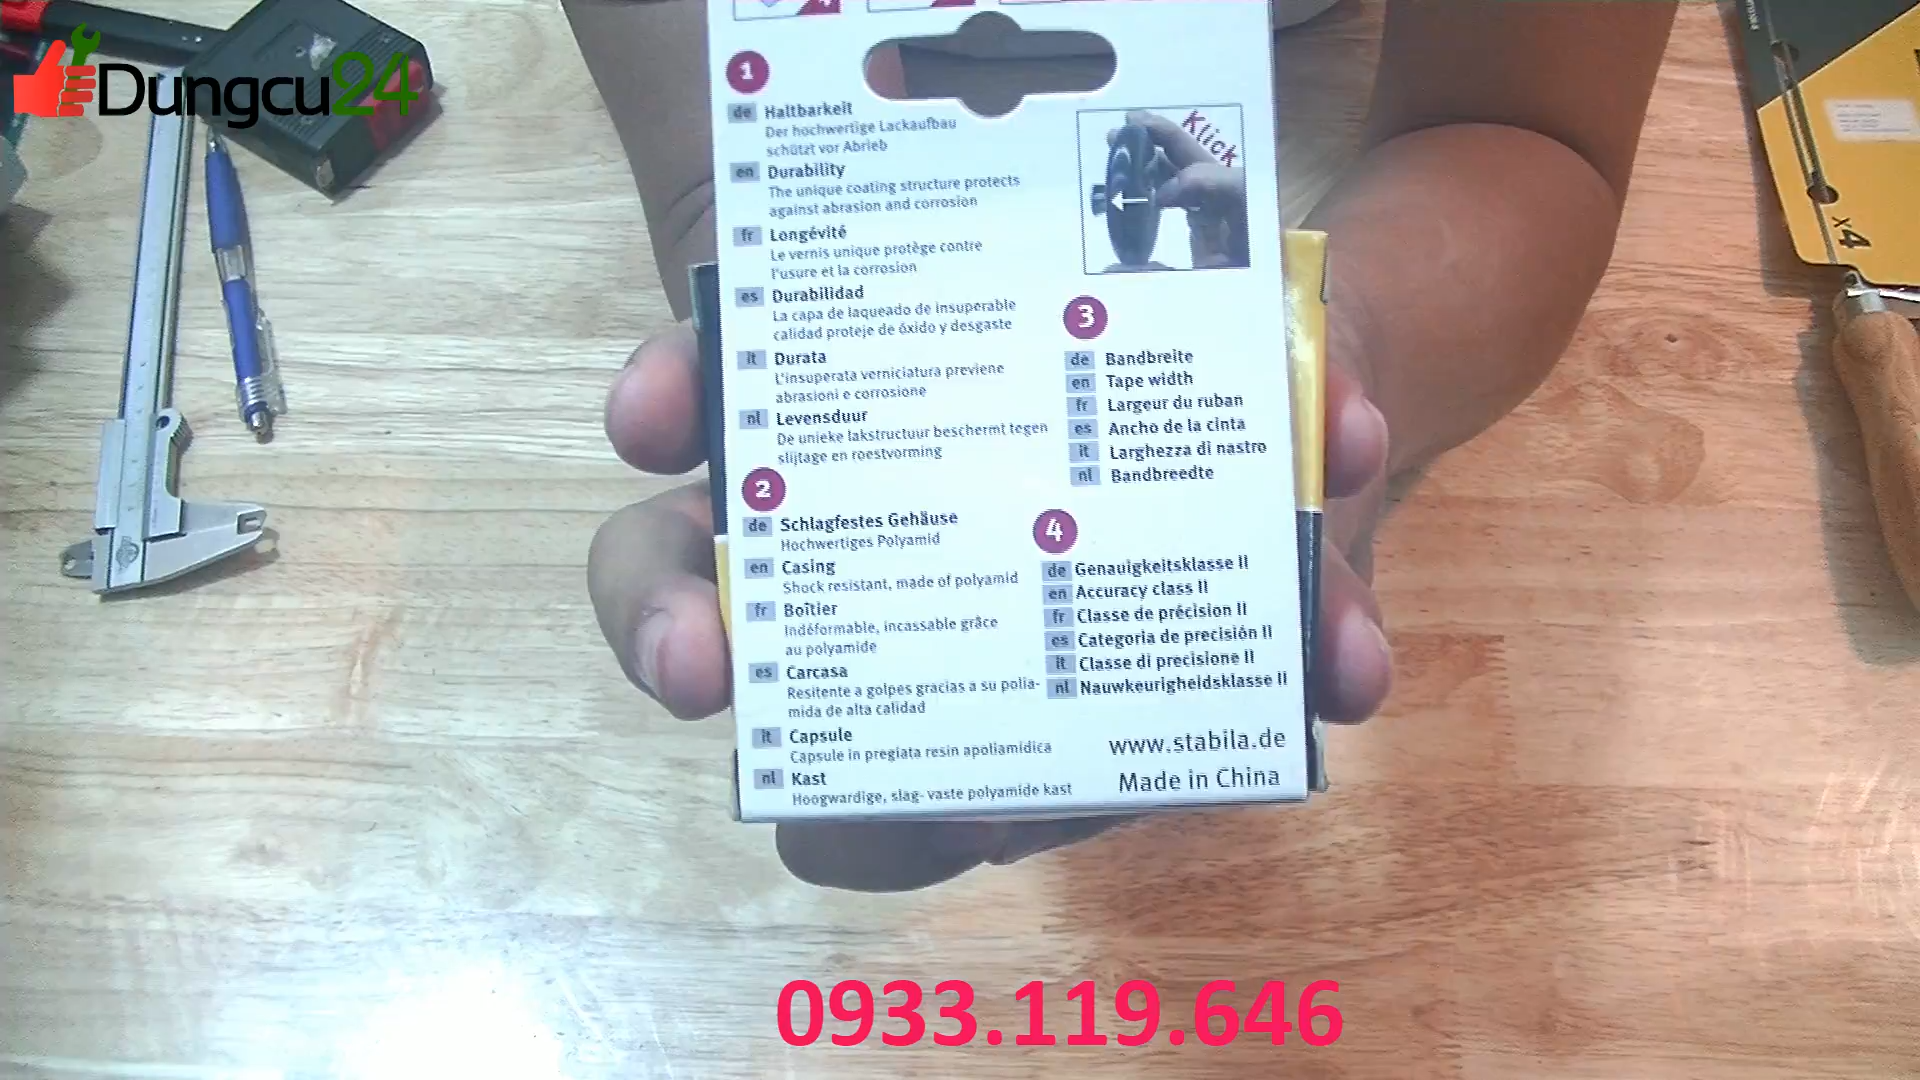 Dungcu24
1
de Haltbarkeit
Der hochwertige Lackaufbau
schützt vor Abrieb
en Durability
The unique coating structure protects
against abrasion and corrosion
fr Longévité
Le vernis unique protège contre
l'usure et la corrosion
es Durabilidad
La capa de laqueado de insuperable
calidad proteje de óxido y desgaste
it Durata
L'insuperata verniciatura previene
abrasioni e corrosione
nl Levensduur
De unieke lakstructuur beschermt tegen
slijtage en roestvorming
2
de Schlagfestes Gehäuse
Hochwertiges Polyamid
en Casing
Shock resistant, made of polyamid
fr Boîtier
Indéformable, incassable grâce
au polyamide
es Carcasa
Resitente a golpes gracias a su polia-
mida de alta calidad
it Capsule
Capsule in pregiata resin apoliamidica
nl Kast
Hoogwardige, slag- vaste polyamide kast
Klick
3
de Bandbreite
en Tape width
fr Largeur du ruban
es Ancho de la cinta
it Larghezza di nastro
nl Bandbreedte
4
de Genauigkeitsklasse II
en Accuracy class II
fr Classe de précision II
es Categoria de precisión II
it Classe di precisione II
nl Nauwkeurigheidsklasse II
www.stabila.de
Made in China
X4
0933.119.646